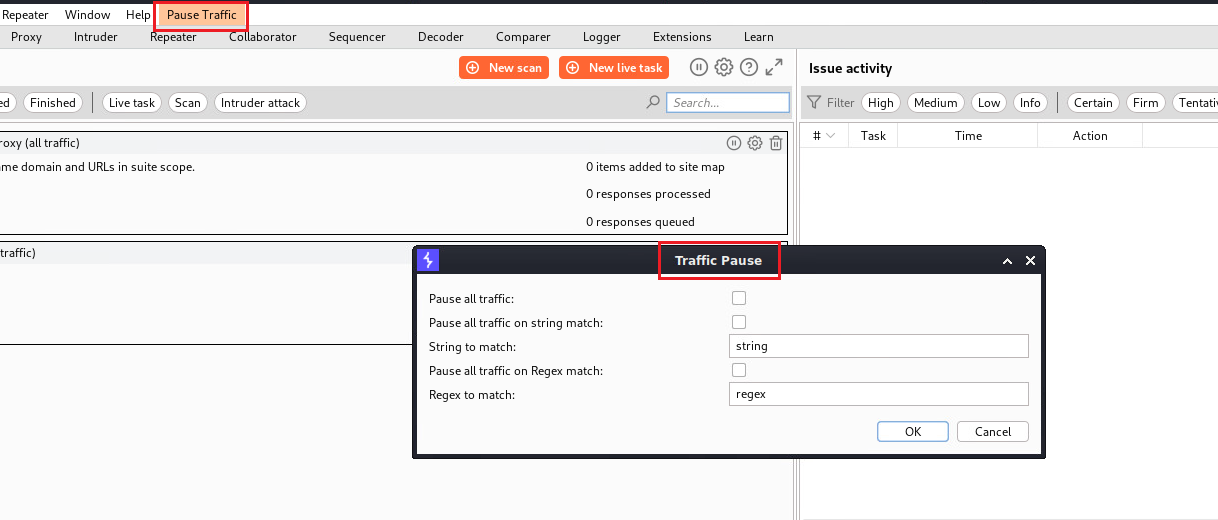 Repeater Window Help Pause Traffic
Proxy Intruder Repeater Collaborator Sequencer Decoder Comparer Logger Extensions Learn
New scan New live task
Issue activity
ed Finished Live task Scan Intruder attack Search...
Filter High Medium Low Info Certain Firm Tentativ
# Task Time Action
roxy (all traffic)
ame domain and URLs in suite scope.
0 items added to site map
0 responses processed
0 responses queued
traffic)
Traffic Pause
Pause all traffic:
Pause all traffic on string match:
String to match: string
Pause all traffic on Regex match:
Regex to match: regex
OK Cancel